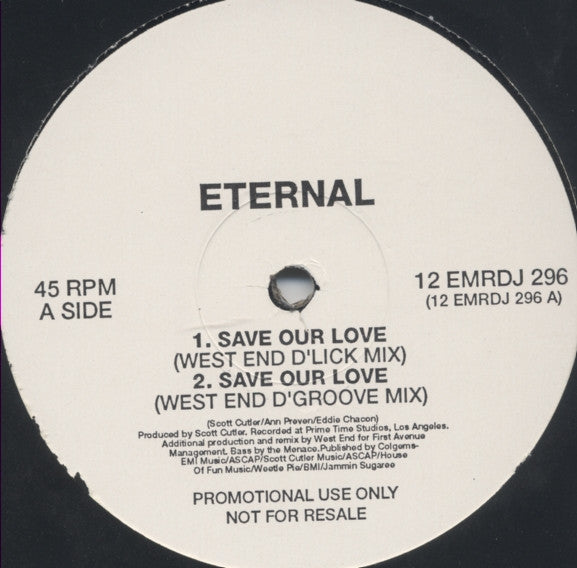 ETERNAL
45 RPM
A SIDE
12 EMRDJ 296
(12 EMRDJ 296 A)
1. SAVE OUR LOVE
(WEST END D'LICK MIX)
2. SAVE OUR LOVE
(WEST END D'GROOVE MIX)
(Scott Cutler/Ann Preven/Eddie Chacon)
Produced by Scott Cutler. Recorded at Prime Time Studios, Los Angeles.
Additional production and remix by West End for First Avenue
Management. Bass by the Menace.Published by Colgems-
EMI Music/ASCAP/Scott Cutler Music/ASCAP/House
Of Fun Music/Weetie Pie/BMI/Jammin Sugaree
PROMOTIONAL USE ONLY
NOT FOR RESALE